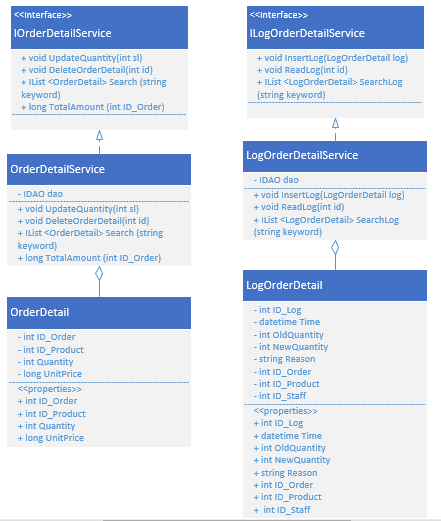 <<Interface>>
IOrderDetailService
+ void UpdateQuantity(int sl)
+ void DeleteOrderDetail(int id)
+ IList <OrderDetail> Search (string
keyword)
+ long TotalAmount (int ID_Order)
OrderDetailService
- IDAO dao
+ void UpdateQuantity(int sl)
+ void DeleteOrderDetail(int id)
+ IList <OrderDetail> Search (string
keyword)
+ long TotalAmount (int ID_Order)
OrderDetail
- int ID_Order
- int ID_Product
- int Quantity
- long UnitPrice
<<properties>>
+ int ID_Order
+ int ID_Product
+ int Quantity
+ long UnitPrice
<<Interface>>
ILogOrderDetailService
+ void InsertLog(LogOrderDetail log)
+ void ReadLog(int id)
+ IList <LogOrderDetail> SearchLog
(string keyword)
LogOrderDetailService
- IDAO dao
+ void InsertLog(LogOrderDetail log)
+ void ReadLog(int id)
+ IList <LogOrderDetail> SearchLog
(string keyword)
LogOrderDetail
- int ID_Log
- datetime Time
- int OldQuantity
- int NewQuantity
- string Reason
- int ID_Order
- int ID_Product
- int ID_Staff
<<properties>>
+ int ID_Log
+ datetime Time
+ int OldQuantity
+ int NewQuantity
+ string Reason
+ int ID_Order
+ int ID_Product
+ int ID_Staff